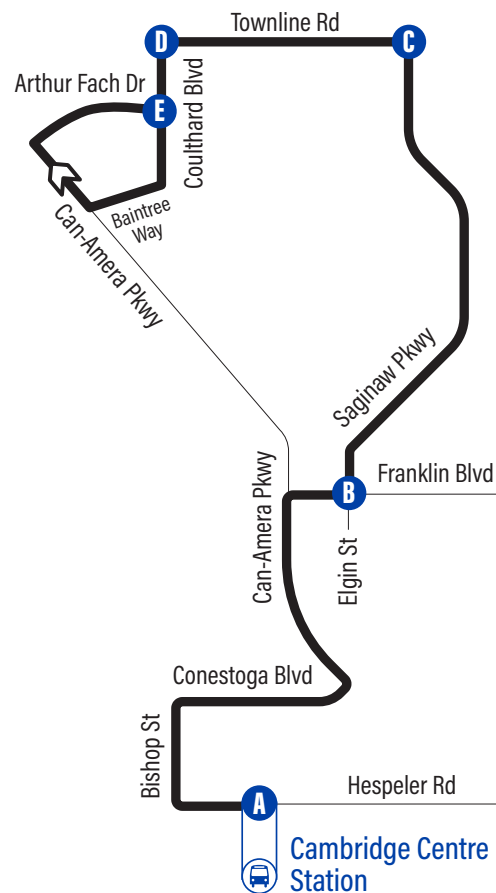 Townline Rd
D
C
Arthur Fach Dr
E
Coulthard Blvd
Baintree
Way
Can-Amera Pkwy
Saginaw Pkwy
Can-Amera Pkwy
B
Franklin Blvd
Elgin St
Conestoga Blvd
Bishop St
A
Hespeler Rd
Cambridge Centre
Station